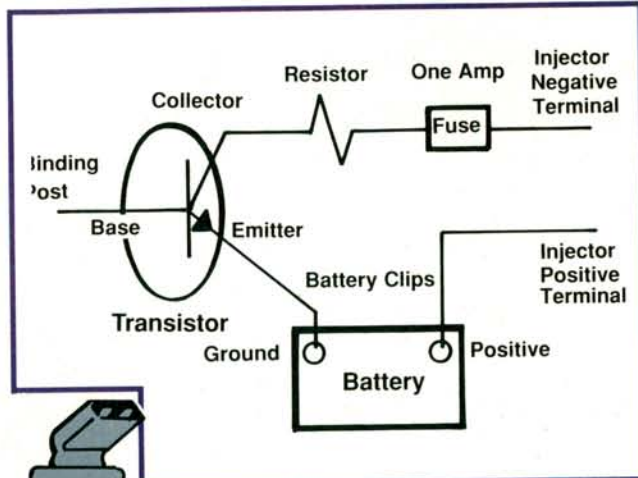 Injector
Negative
Terminal
One Amp
Resistor
Collector
Fuse
Post
Base
Emitter
Injector
Positive
Terminal
Battery Clips
Transistor
Ground
Positive
Battery